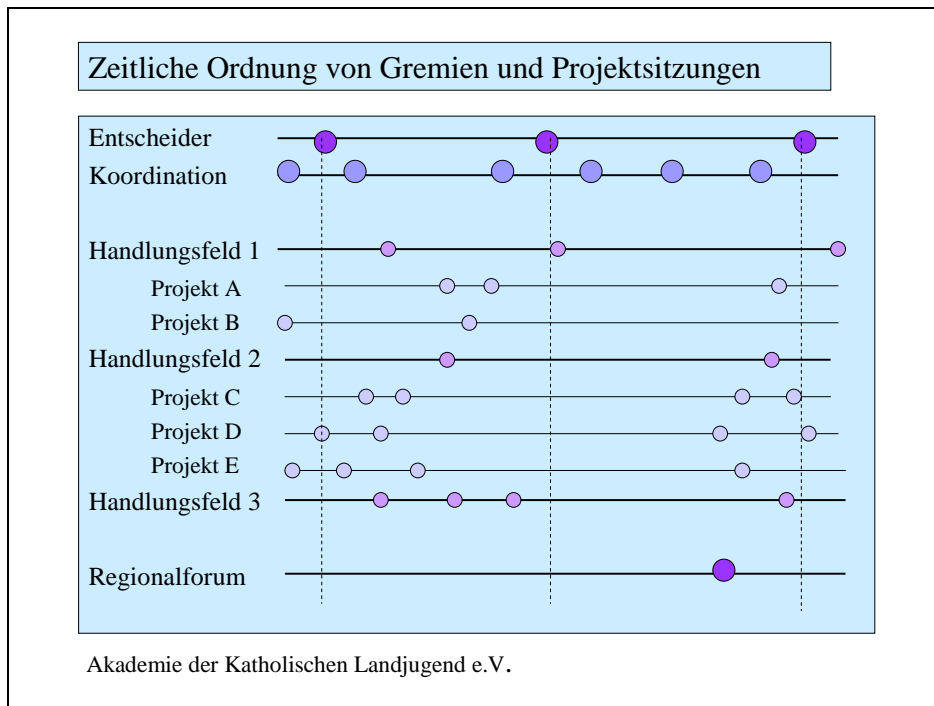 Zeitliche Ordnung von Gremien und Projektsitzungen
Entscheider
Koordination
Handlungsfeld 1
Projekt A
Projekt B
Handlungsfeld 2
Projekt C
Projekt D
Projekt E
Handlungsfeld 3
Regionalforum
Akademie der Katholischen Landjugend e.V.